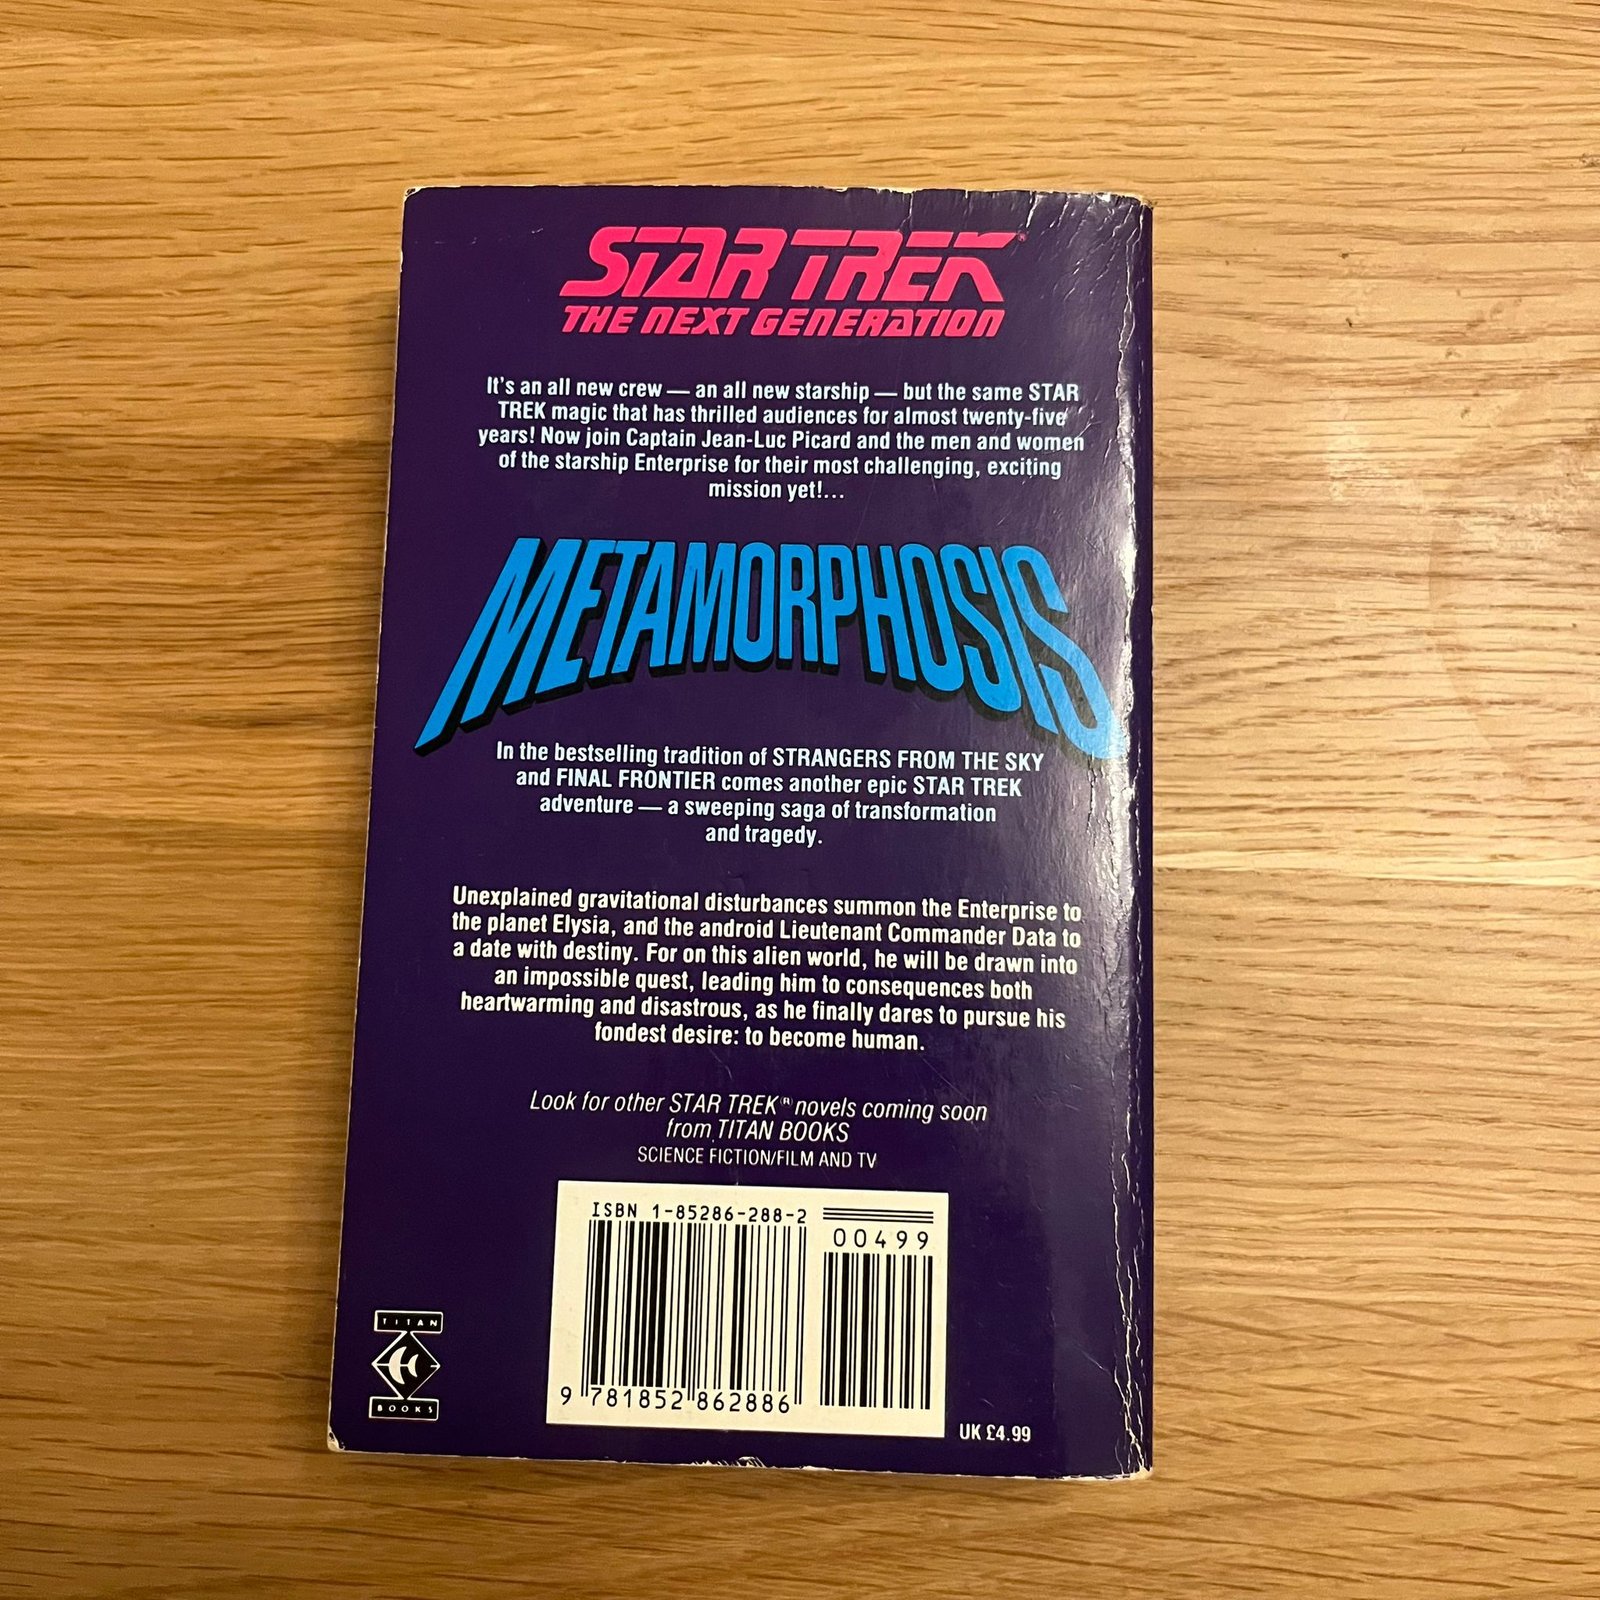 STAR TREK®
THE NEXT GENERATION
It's an all new crew — an all new starship — but the same STAR
TREK magic that has thrilled audiences for almost twenty-five
years! Now join Captain Jean-Luc Picard and the men and women
of the starship Enterprise for their most challenging, exciting
mission yet!...
METAMORPHOSIS
In the bestselling tradition of STRANGERS FROM THE SKY
and FINAL FRONTIER comes another epic STAR TREK
adventure — a sweeping saga of transformation
and tragedy.
Unexplained gravitational disturbances summon the Enterprise to
the planet Elysia, and the android Lieutenant Commander Data to
a date with destiny. For on this alien world, he will be drawn into
an impossible quest, leading him to consequences both
heartwarming and disastrous, as he finally dares to pursue his
fondest desire: to become human.
Look for other STAR TREK® novels coming soon
from TITAN BOOKS
SCIENCE FICTION/FILM AND TV
ISBN 1-85286-288-2
00499
9 781852 862886
TITAN
BOOKS
UK £4.99